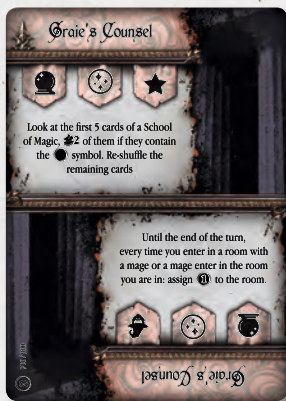 Graie's Counsel
Look at the first 5 cards of a School
of Magic, 2 of them if they contain
the symbol. Re-shuffle the
remaining cards
Until the end of the turn,
every time you enter in a room with
a mage or a mage enter in the room
you are in: assign 1 to the room.
Graie's Counsel